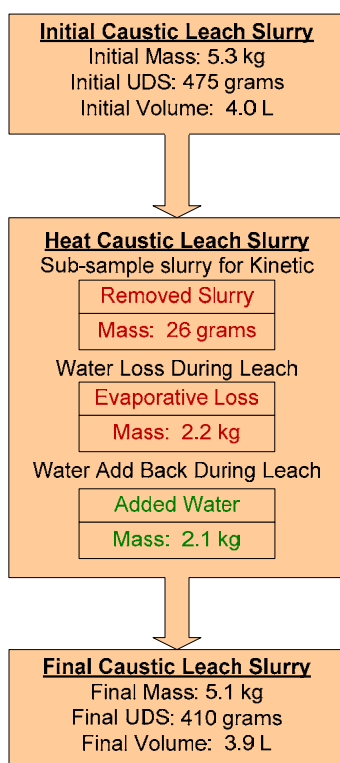 Initial Caustic Leach Slurry
Initial Mass: 5.3 kg
Initial UDS: 475 grams
Initial Volume: 4.0 L
Heat Caustic Leach Slurry
Sub-sample slurry for Kinetic
Removed Slurry
Mass: 26 grams
Water Loss During Leach
Evaporative Loss
Mass: 2.2 kg
Water Add Back During Leach
Added Water
Mass: 2.1 kg
Final Caustic Leach Slurry
Final Mass: 5.1 kg
Final UDS: 410 grams
Final Volume: 3.9 L